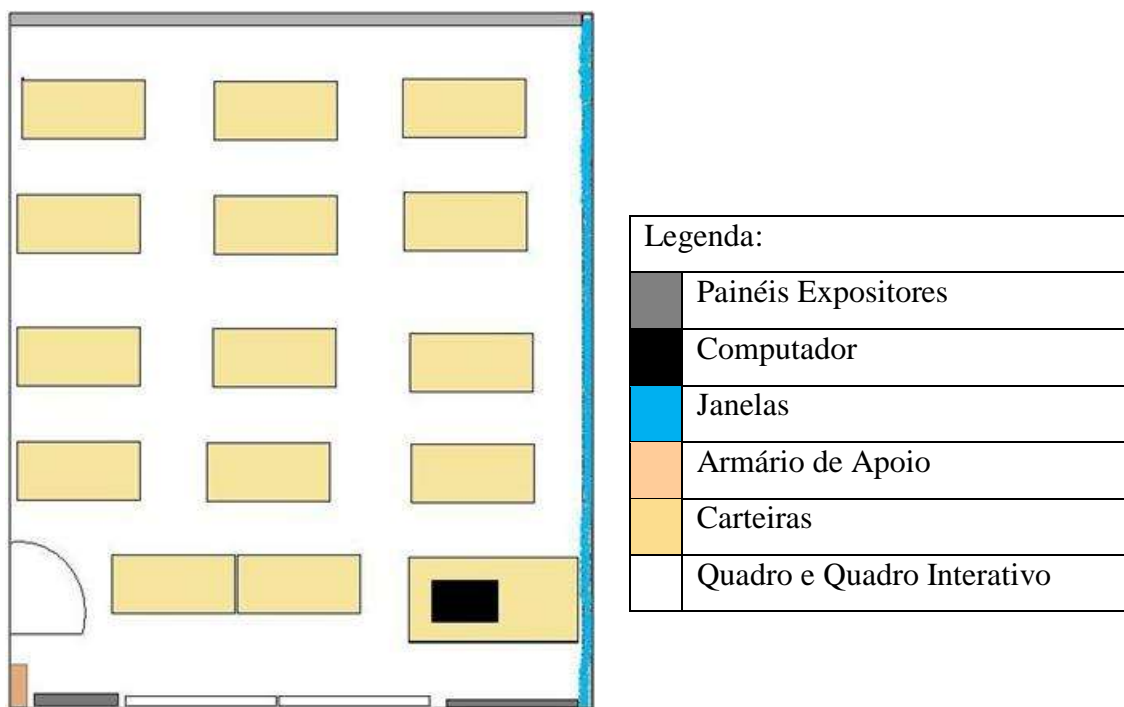 Legenda:
Painéis Expositores
Computador
Janelas
Armário de Apoio
Carteiras
Quadro e Quadro Interativo